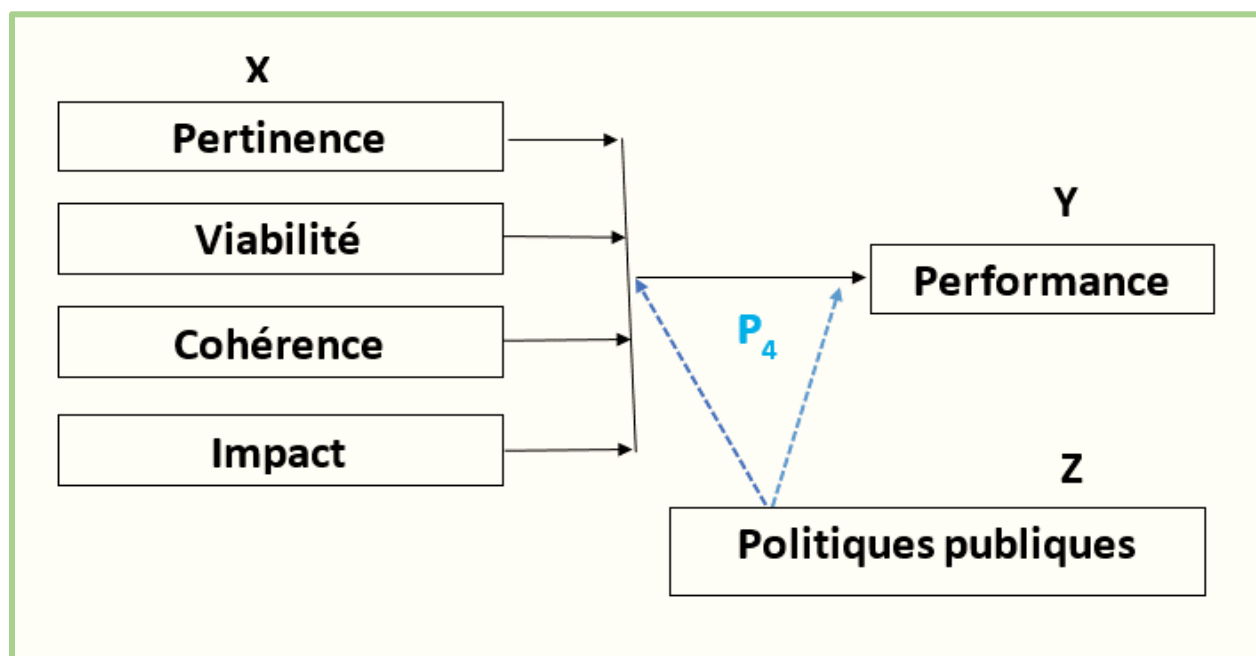 X
Pertinence
Viabilité
Y
Performance
Cohérence
P₄
Impact
Z
Politiques publiques